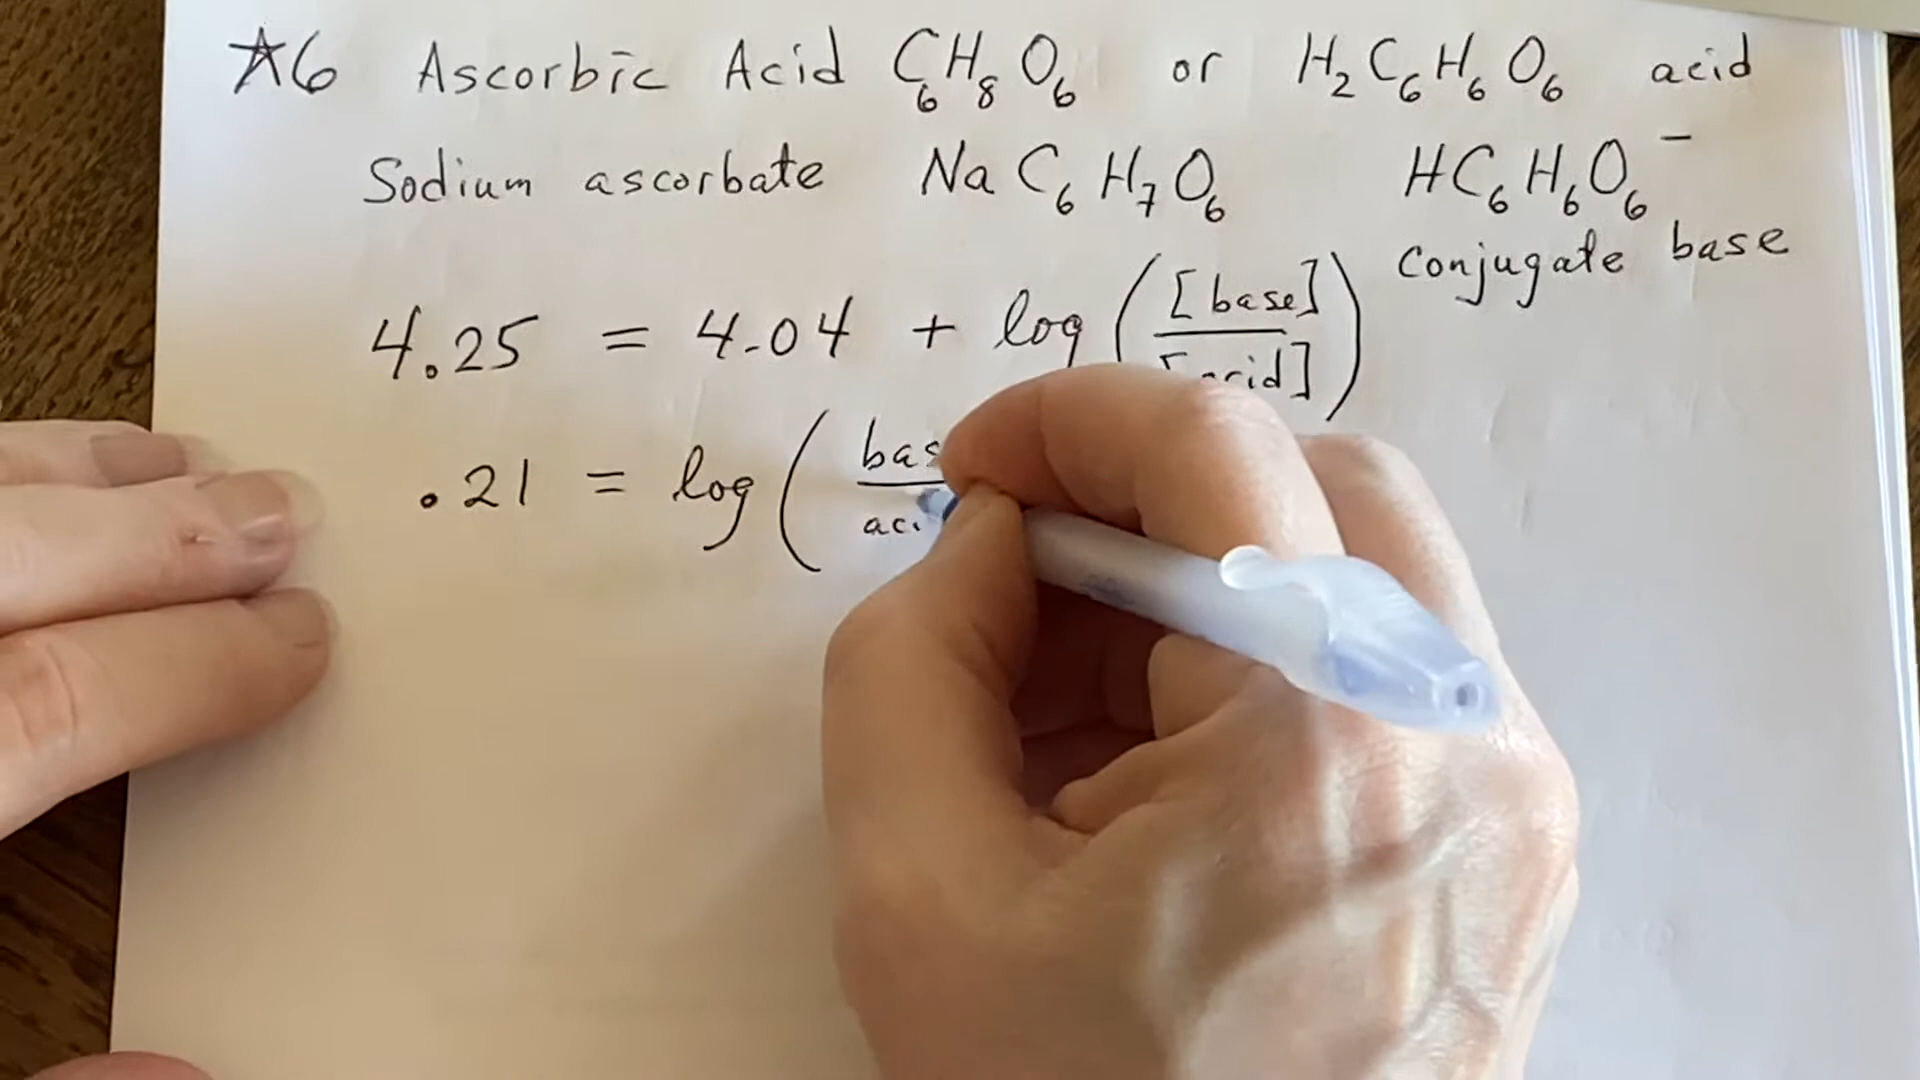 ★6 Ascorbic Acid C₆H₈O₆ or H₂C₆H₆O₆ acid
Sodium ascorbate NaC₆H₇O₆ HC₆H₆O₆⁻
conjugate base
4.25 = 4.04 + log ([base]/[acid])
.21 = log (